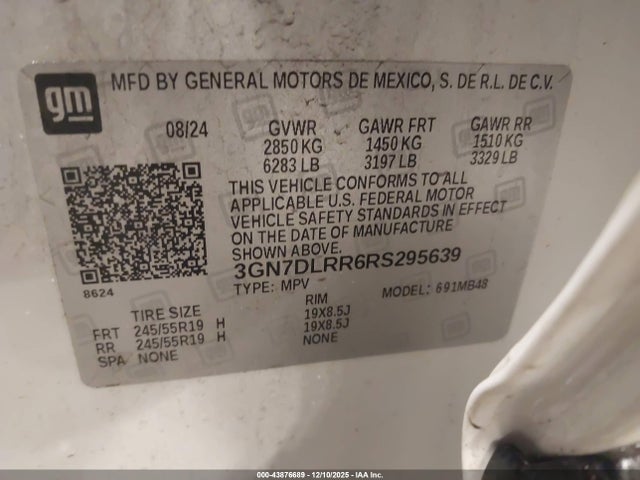 gm
MFD BY GENERAL MOTORS DE MEXICO, S. DE R.L. DE C.V.
08/24 GVWR GAWR FRT GAWR RR
2850 KG 1450 KG 1510 KG
6283 LB 3197 LB 3329 LB
THIS VEHICLE CONFORMS TO ALL
APPLICABLE U.S. FEDERAL MOTOR
VEHICLE SAFETY STANDARDS IN EFFECT
ON THE DATE OF MANUFACTURE
SHOWN ABOVE.
3GN7DLRR6RS295639
8624
TYPE: MPV MODEL: 691MB48
TIRE SIZE RIM
FRT 245/55R19 H 19X8.5J
RR 245/55R19 H 19X8.5J
SPA NONE NONE
000-43876689 - 12/10/2025 - IAA Inc.